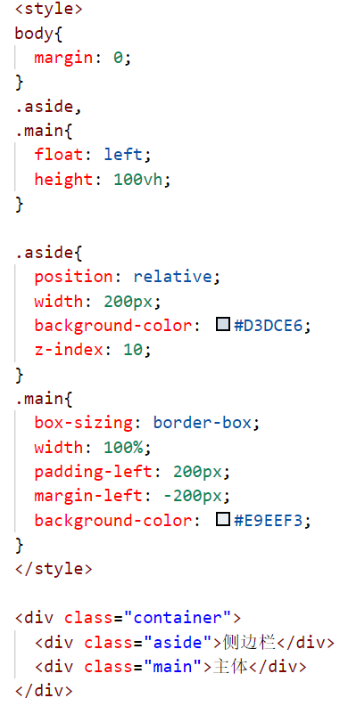 <style>
body{
  margin: 0;
}
.aside,
.main{
  float: left;
  height: 100vh;
}

.aside{
  position: relative;
  width: 200px;
  background-color: #D3DCE6;
  z-index: 10;
}
.main{
  box-sizing: border-box;
  width: 100%;
  padding-left: 200px;
  margin-left: -200px;
  background-color: #E9EEF3;
}
</style>

<div class="container">
  <div class="aside">侧边栏</div>
  <div class="main">主体</div>
</div>